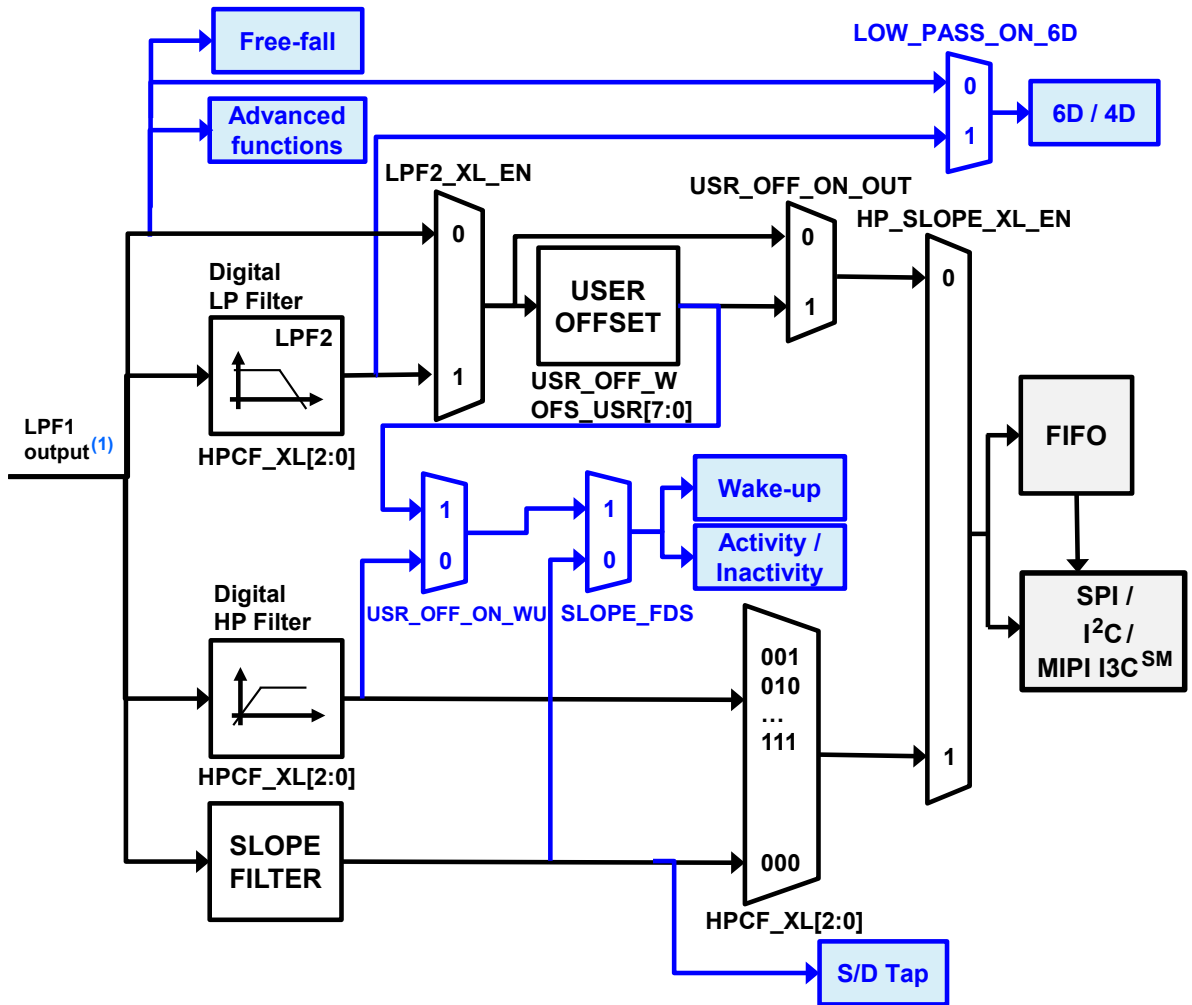 Free-fall
LOW_PASS_ON_6D
0
1
6D / 4D
Advanced
functions
LPF2_XL_EN
0
1
USR_OFF_ON_OUT
0
1
HP_SLOPE_XL_EN
0
1
Digital
LP Filter
LPF2
HPCF_XL[2:0]
USER
OFFSET
USR_OFF_W
OFS_USR[7:0]
LPF1
output(1)
FIFO
1
0
USR_OFF_ON_WU
1
0
SLOPE_FDS
Wake-up
Activity /
Inactivity
SPI /
I²C /
MIPI I3C SM
Digital
HP Filter
HPCF_XL[2:0]
001
010
...
111
000
HPCF_XL[2:0]
SLOPE
FILTER
S/D Tap